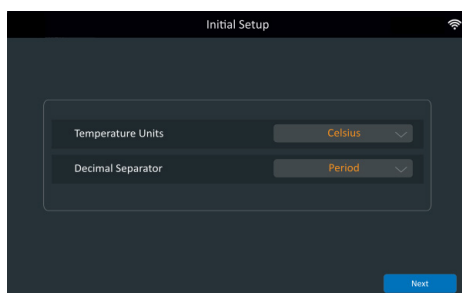 Initial Setup
Temperature Units Celsius
Decimal Separator Period
Next